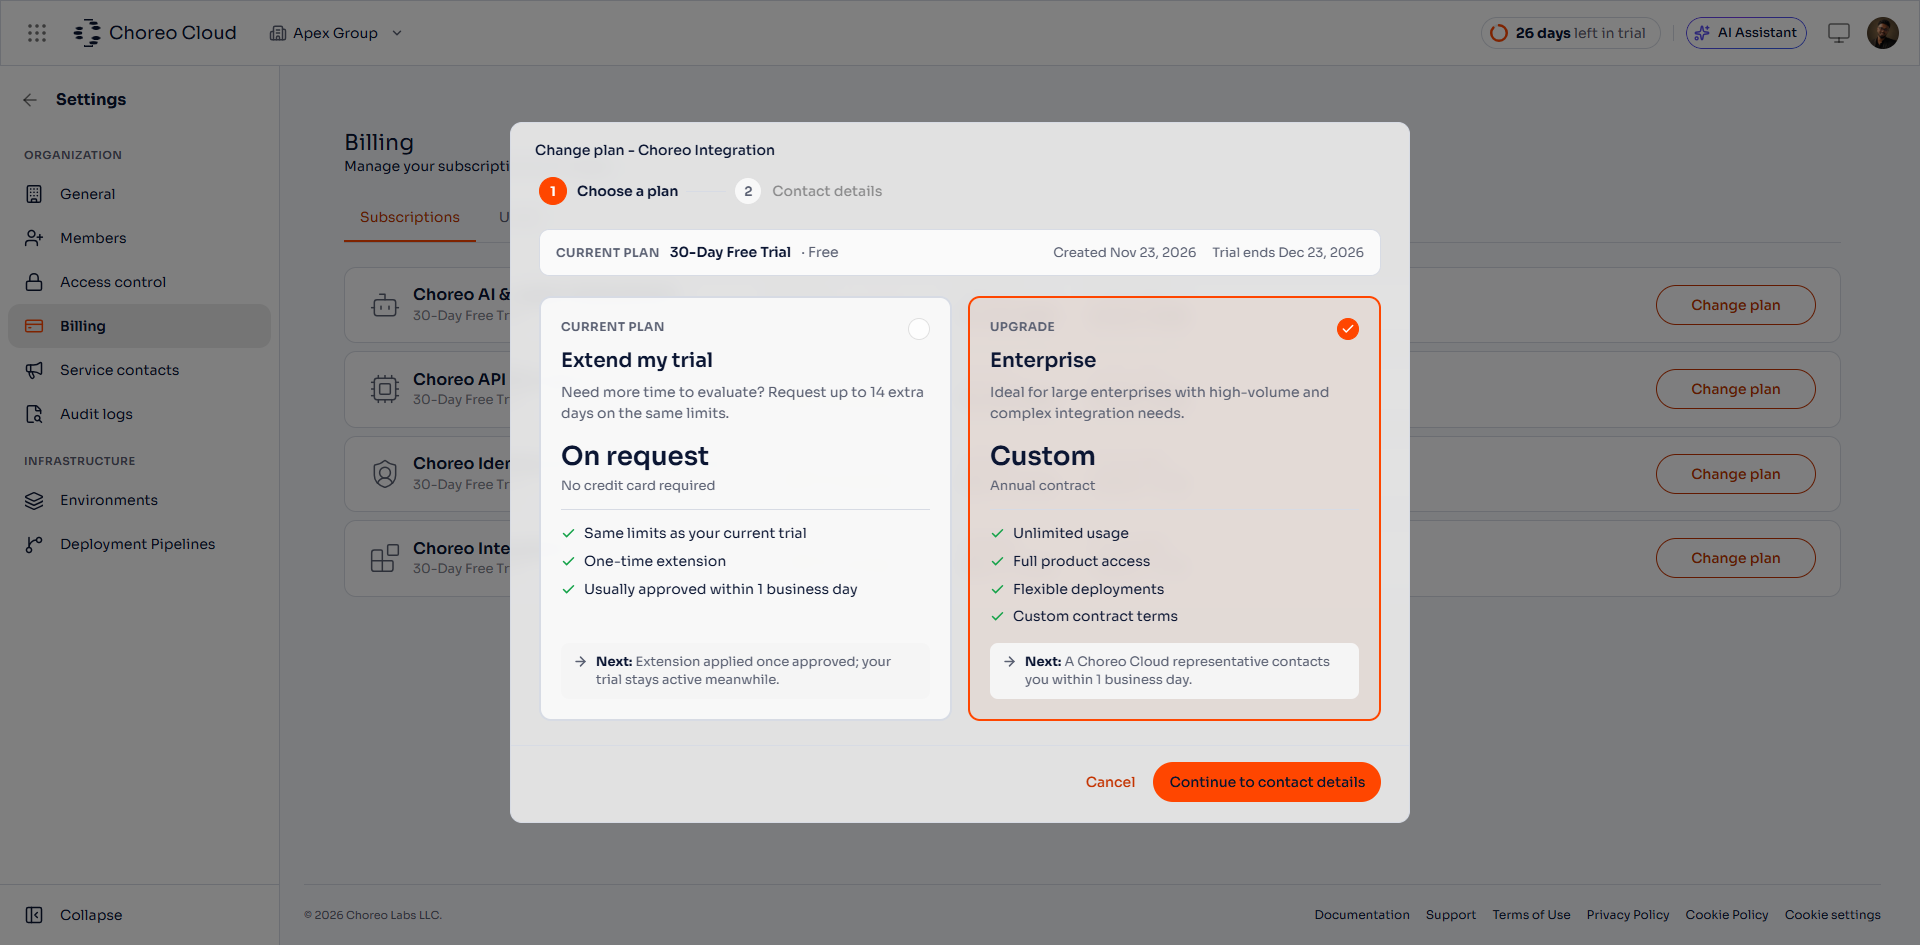 Choreo Cloud
Apex Group
26 days left in trial
AI Assistant
Settings
ORGANIZATION
General
Members
Access control
Billing
Service contacts
Audit logs
INFRASTRUCTURE
Environments
Deployment Pipelines
Collapse
Billing
Manage your subscripti
Subscriptions
U
Choreo AI &
30-Day Free Tr
Change plan
Choreo API
30-Day Free Tr
Change plan
Choreo Ide
30-Day Free Tr
Change plan
Choreo Inte
30-Day Free Tr
Change plan
Change plan - Choreo Integration
1 Choose a plan
2 Contact details
CURRENT PLAN 30-Day Free Trial · Free
Created Nov 23, 2026 Trial ends Dec 23, 2026
CURRENT PLAN
Extend my trial
Need more time to evaluate? Request up to 14 extra
days on the same limits.
On request
No credit card required
Same limits as your current trial
One-time extension
Usually approved within 1 business day
Next: Extension applied once approved; your
trial stays active meanwhile.
UPGRADE
Enterprise
Ideal for large enterprises with high-volume and
complex integration needs.
Custom
Annual contract
Unlimited usage
Full product access
Flexible deployments
Custom contract terms
Next: A Choreo Cloud representative contacts
you within 1 business day.
Cancel
Continue to contact details
© 2026 Choreo Labs LLC.
Documentation
Support
Terms of Use
Privacy Policy
Cookie Policy
Cookie settings